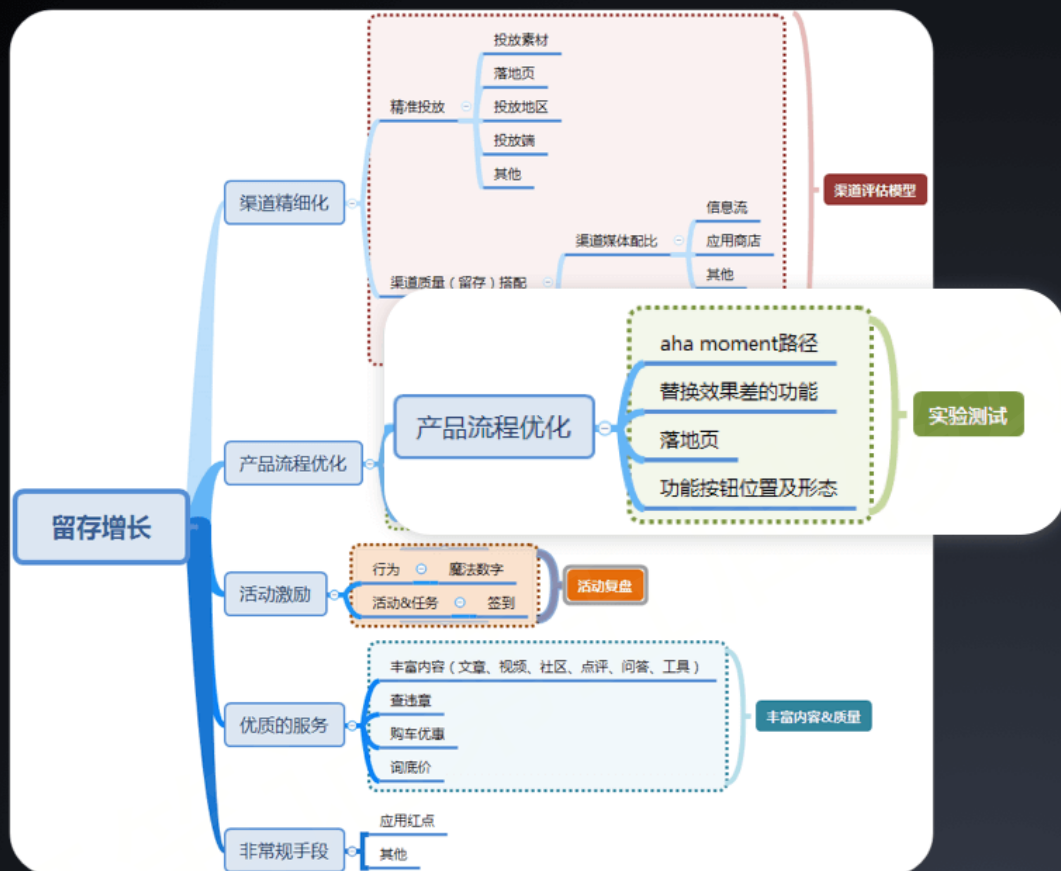 投放素材
落地页
精准投放
投放地区
投放端
其他
渠道精细化
渠道评估模型
信息流
渠道媒体配比
应用商店
其他
渠道质量（留存）搭配
aha moment路径
替换效果差的功能
产品流程优化
落地页
功能按钮位置及形态
实验测试
产品流程优化
留存增长
行为
魔法数字
活动激励
活动&任务
签到
活动复盘
丰富内容（文章、视频、社区、点评、问答、工具）
查违章
优质的服务
购车优惠
询底价
丰富内容&质量
应用红点
非常规手段
其他